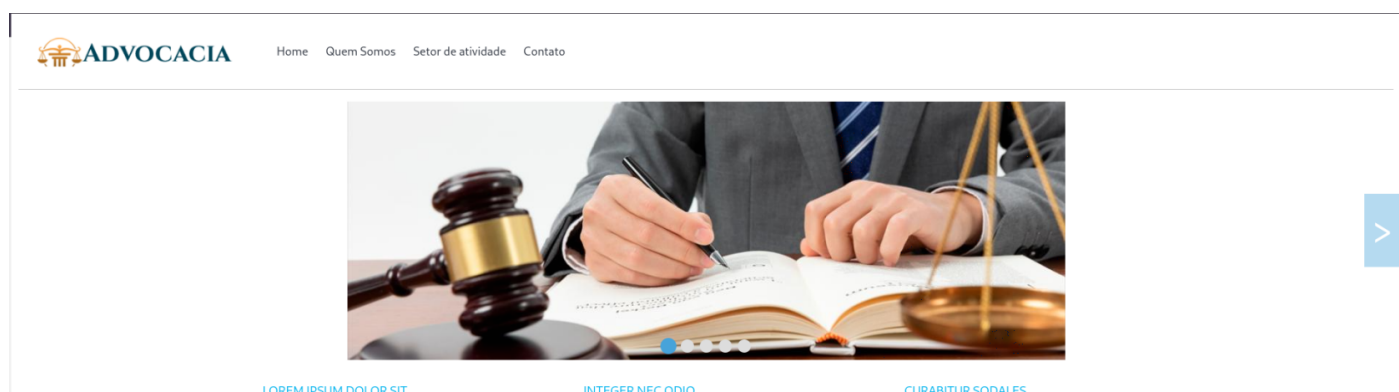 ADVOCACIA
Home Quem Somos Setor de atividade Contato
>
LOREM IPSUM DOLOR SIT INTEGER NEC ODIO CURABITUR SODALES